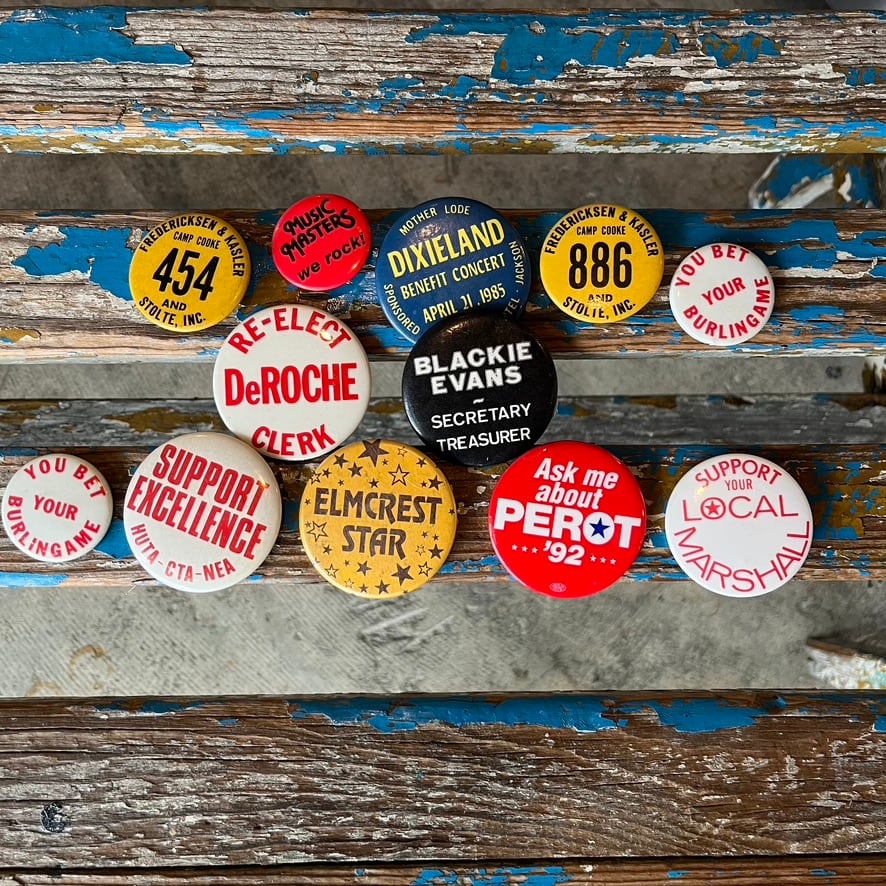 FREDERICKSEN & KASLER
CAMP COOKE
454
AND
STOLTE, INC.
MUSIC
MASTERS
we rock!
MOTHER LODE
DIXIELAND
BENEFIT CONCERT
APRIL 21, 1985
SPONSORED
TEL JACKSON
FREDERICKSEN & KASLER
CAMP COOKE
886
AND
STOLTE, INC.
YOU BET
YOUR
BURLINGAME
RE-ELECT
DeROCHE
CLERK
BLACKIE
EVANS
~
SECRETARY
TREASURER
YOU BET
YOUR
BURLINGAME
SUPPORT
EXCELLENCE
HUTA-CTA-NEA
ELMCREST
STAR
Ask me
about
PEROT
'92
SUPPORT
YOUR
LOCAL
MARSHALL